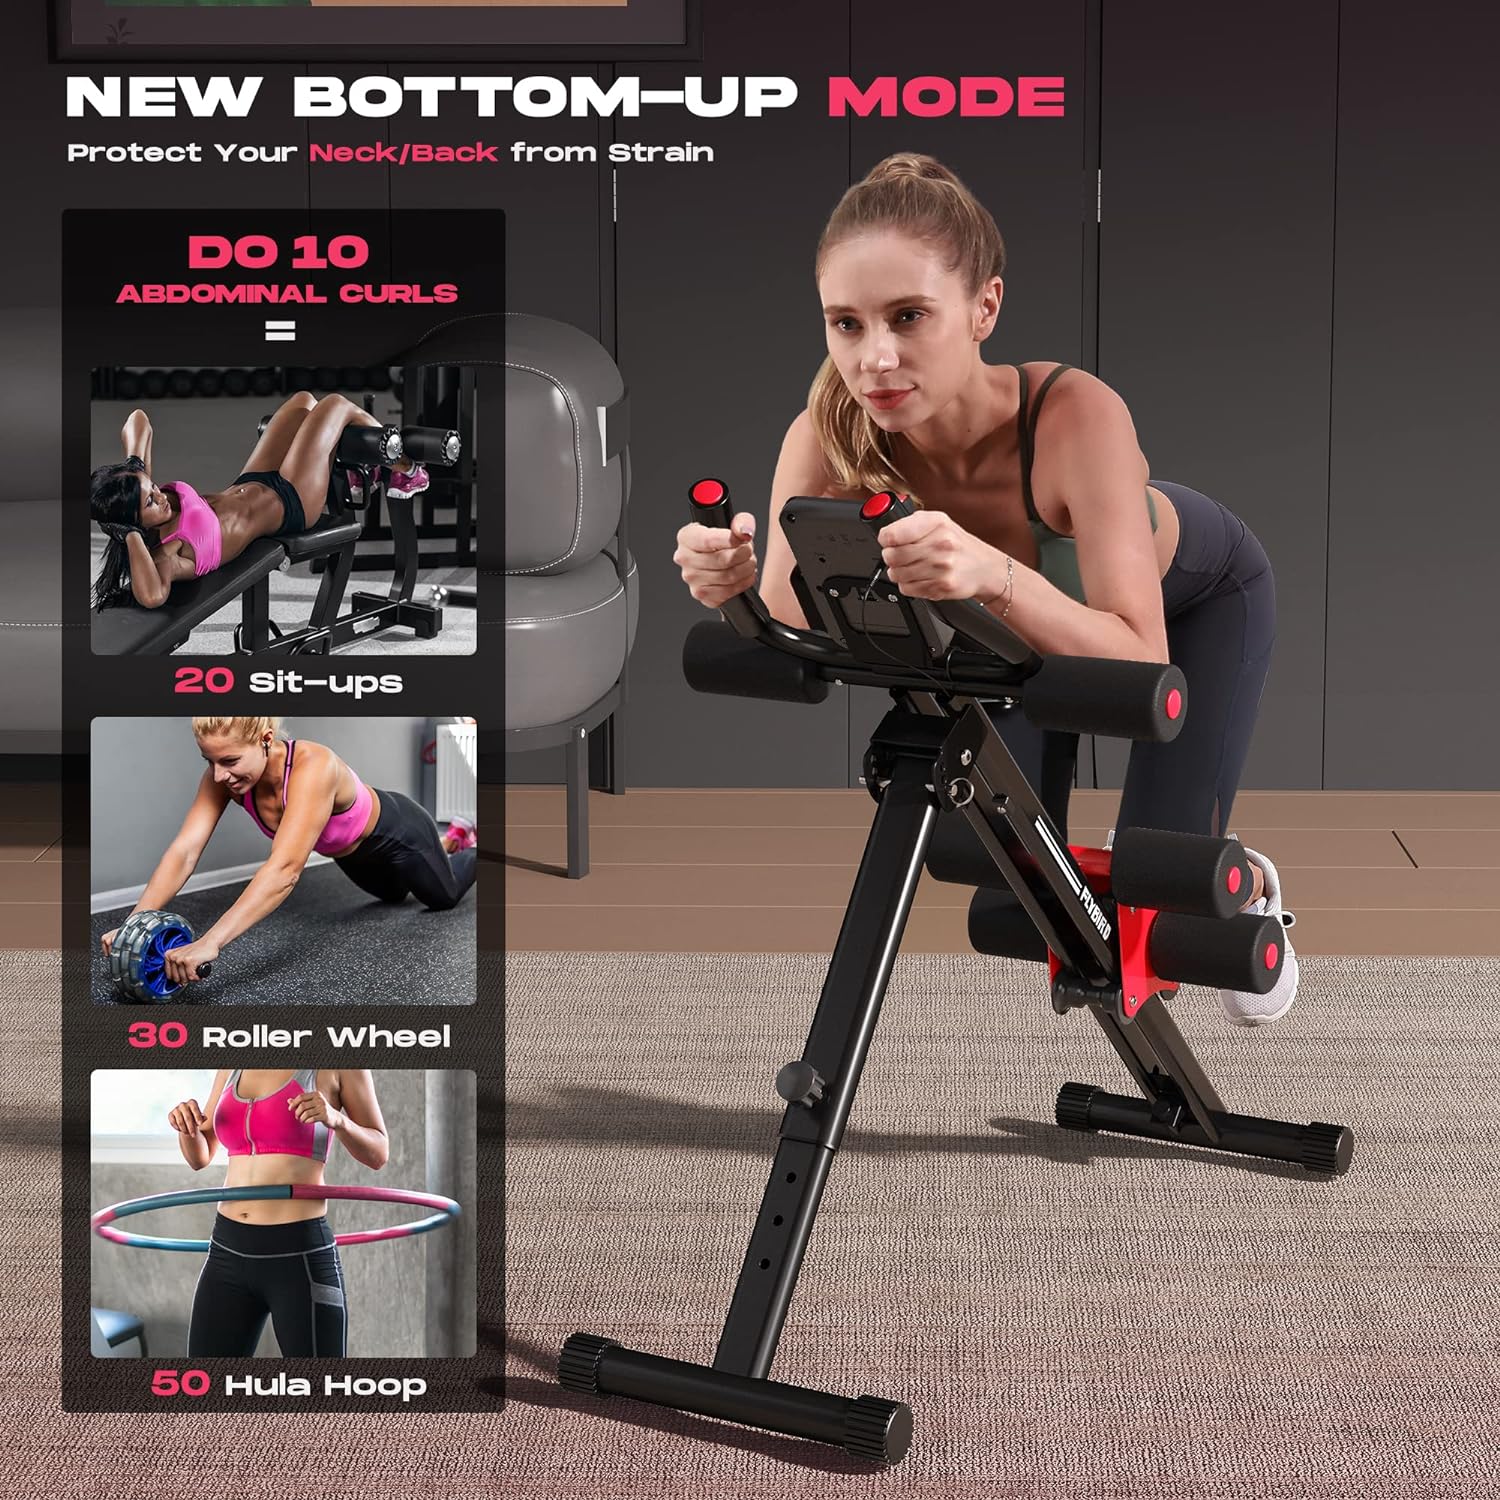 NEW BOTTOM-UP MODE
Protect Your Neck/Back from Strain
DO 10
ABDOMINAL CURLS
=
20 Sit-ups
30 Roller Wheel
50 Hula Hoop
FLYBIRD